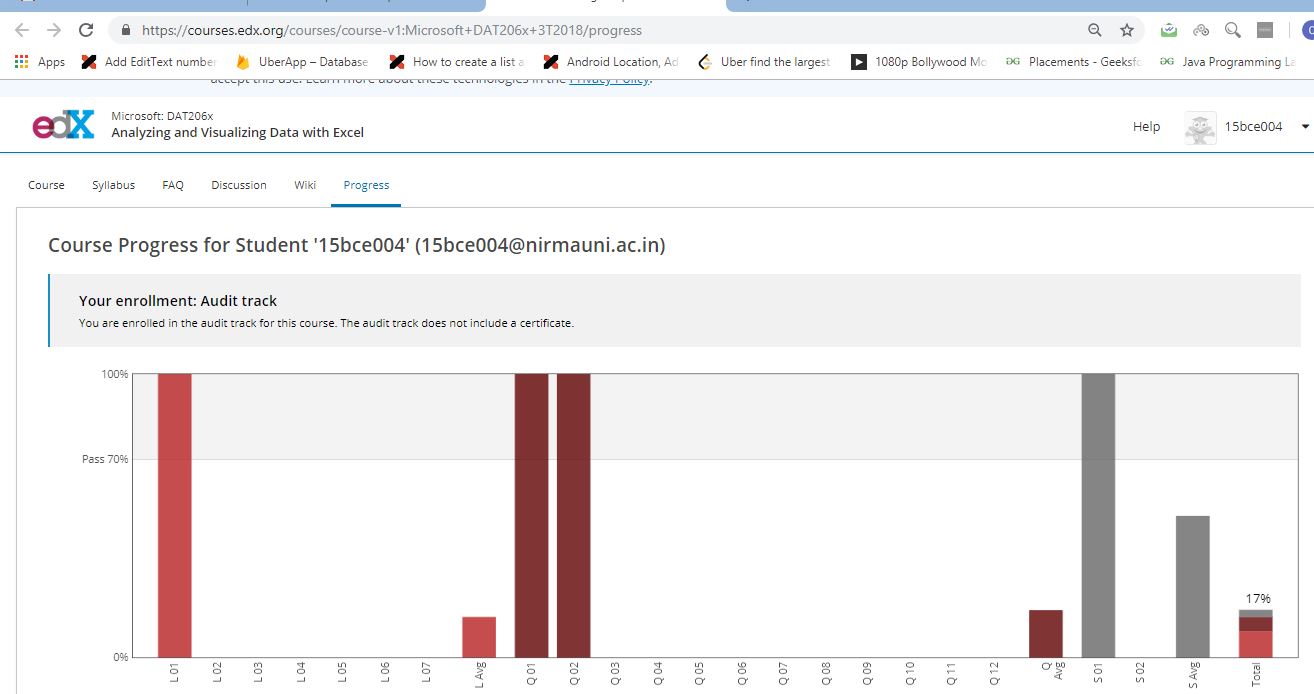 https://courses.edx.org/courses/course-v1:Microsoft+DAT206x+3T2018/progress
Apps Add EditText number UberApp – Database How to create a list a Android Location, Ad Uber find the largest 1080p Bollywood Mo Placements - Geeksfo Java Programming La
accept this use. Learn more about these technologies in the Privacy Policy.
edX
Microsoft: DAT206x
Analyzing and Visualizing Data with Excel
Help 15bce004
Course Syllabus FAQ Discussion Wiki Progress
Course Progress for Student '15bce004' (15bce004@nirmauni.ac.in)
Your enrollment: Audit track
You are enrolled in the audit track for this course. The audit track does not include a certificate.
100%
Pass 70%
17%
0%
L 01 L 02 L 03 L 04 L 05 L 06 L 07 L Avg Q 01 Q 02 Q 03 Q 04 Q 05 Q 06 Q 07 Q 08 Q 09 Q 10 Q 11 Q 12 Q Avg S 01 S 02 S Avg Total